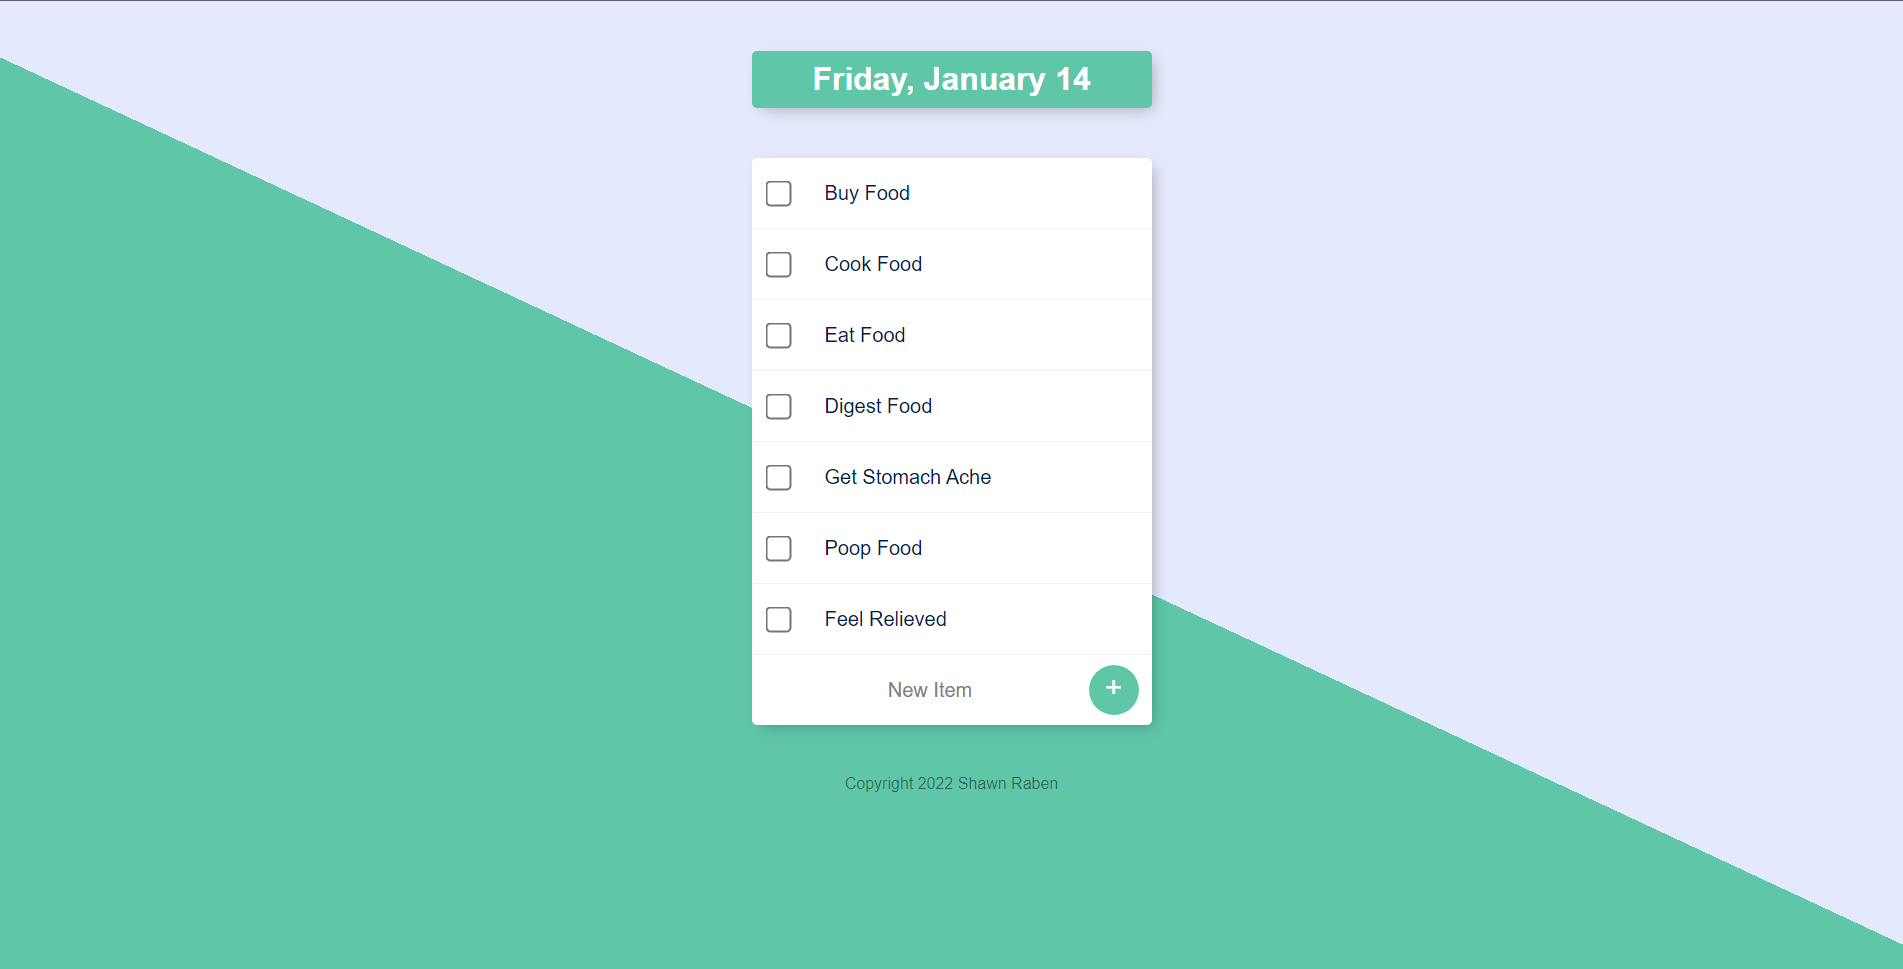 Friday, January 14
Buy Food
Cook Food
Eat Food
Digest Food
Get Stomach Ache
Poop Food
Feel Relieved
New Item
+
Copyright 2022 Shawn Raben